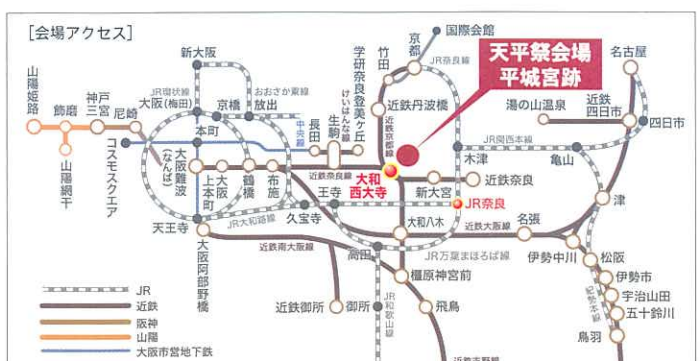 [会場アクセス]
国際会館
京都
竹田
JR奈良線
天平祭会場
平城宮跡
名古屋
新大阪
学研奈良登美ヶ丘
山陽姫路
飾磨
神戸三宮
尼崎
JR環状線
大阪(梅田)
京橋
放出
おおさか東線
けいはんな線
近鉄丹波橋
近鉄京都線
湯の山温泉
近鉄四日市
四日市
本町
中央線
長田
生駒
JR関西本線
木津
亀山
山陽網干
コスモスクエア
大阪難波(なんば)
大阪上本町
鶴橋
布施
近鉄奈良線
大和西大寺
新大宮
近鉄奈良
王寺
JR奈良
津
天王寺
JR大和路線
久宝寺
大和八木
近鉄大阪線
名張
大阪阿部野橋
近鉄南大阪線
高田
JR万葉まほろば線
伊勢中川
松阪
伊勢市
宇治山田
五十鈴川
鳥羽
橿原神宮前
近鉄御所
御所
JR和歌山線
飛鳥
JR
近鉄
阪神
山陽
大阪市営地下鉄